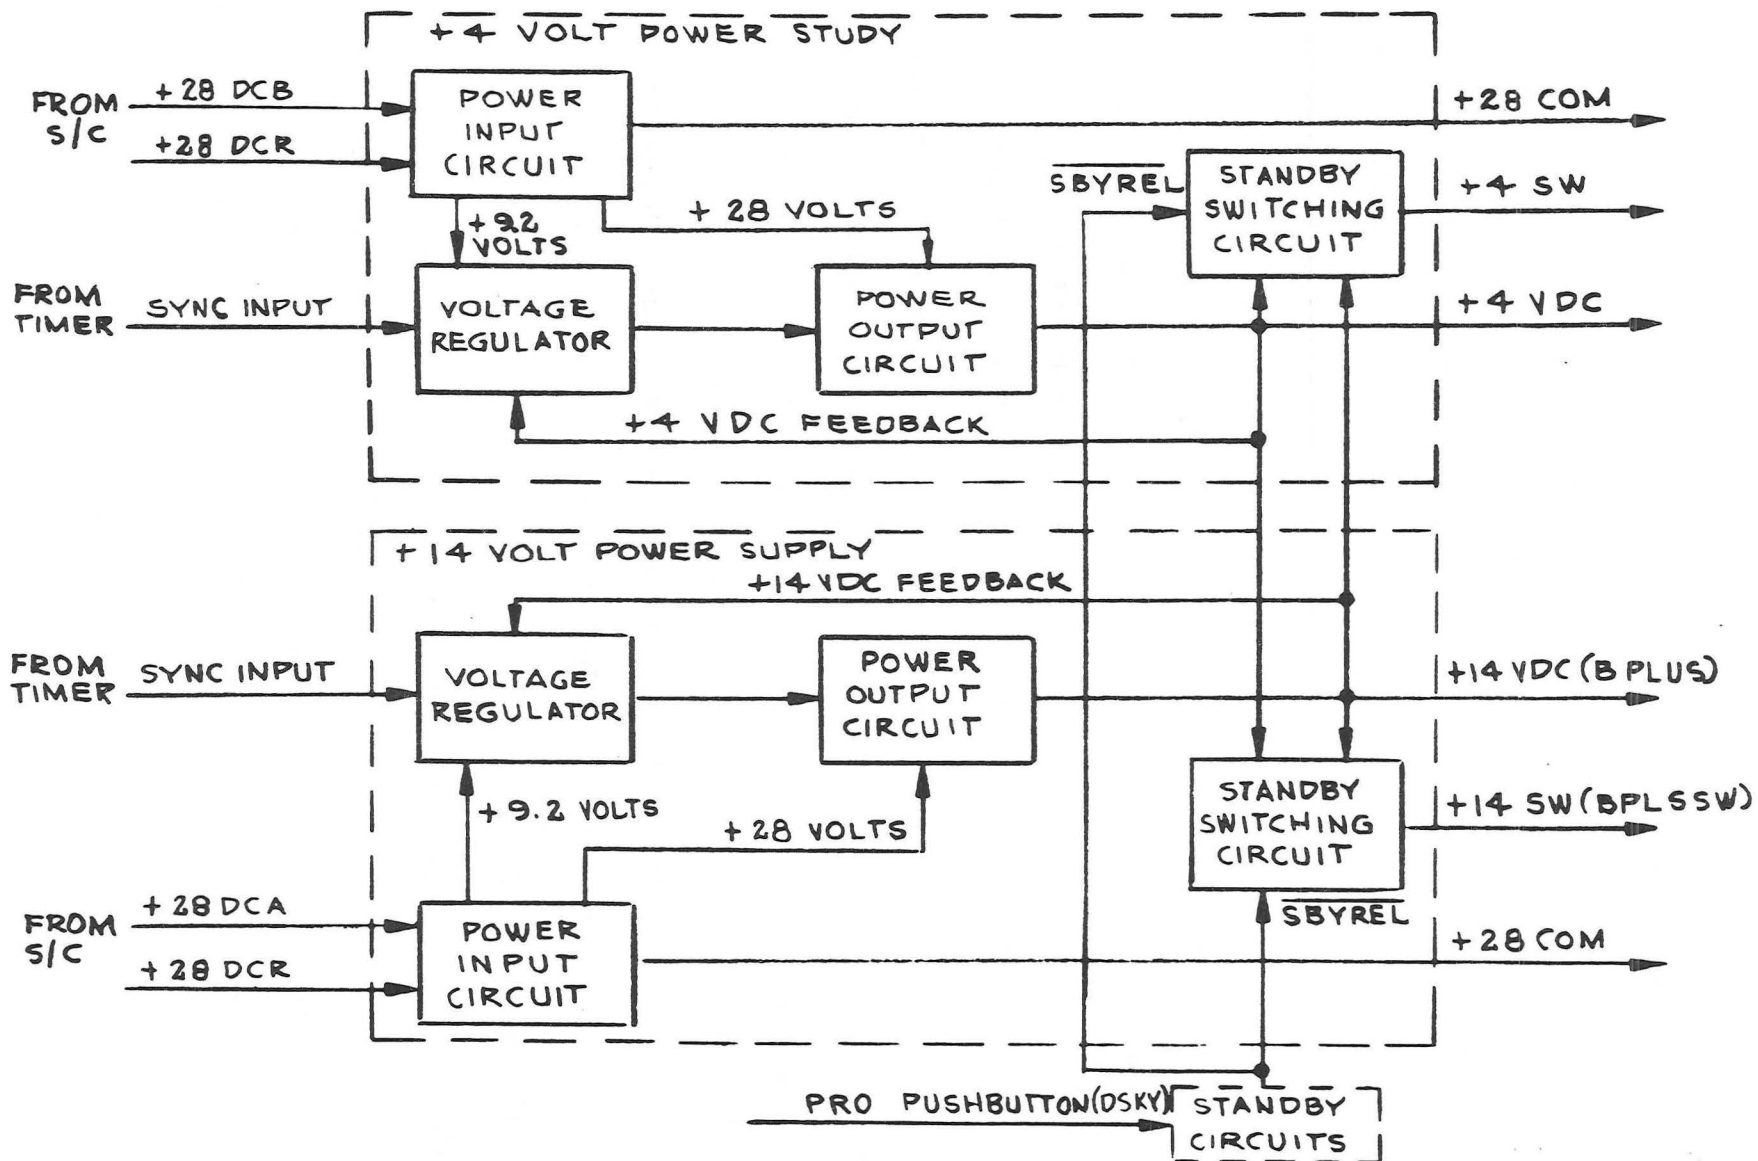 +4 VOLT POWER STUDY
FROM
S/C
+28 DCB
+28 DCR
POWER
INPUT
CIRCUIT
+28 COM
+9.2
VOLTS
+ 28 VOLTS
SBYREL
STANDBY
SWITCHING
CIRCUIT
+4 SW
FROM
TIMER
SYNC INPUT
VOLTAGE
REGULATOR
POWER
OUTPUT
CIRCUIT
+4 VDC
+4 VDC FEEDBACK
+14 VOLT POWER SUPPLY
+14 VDC FEEDBACK
FROM
TIMER
SYNC INPUT
VOLTAGE
REGULATOR
POWER
OUTPUT
CIRCUIT
+14 VDC (B PLUS)
+ 9.2 VOLTS
+28 VOLTS
STANDBY
SWITCHING
CIRCUIT
+14 SW (BPLSSW)
SBYREL
FROM
S/C
+28 DCA
+28 DCR
POWER
INPUT
CIRCUIT
+28 COM
PRO PUSHBUTTON (DSKY)
STANDBY
CIRCUITS